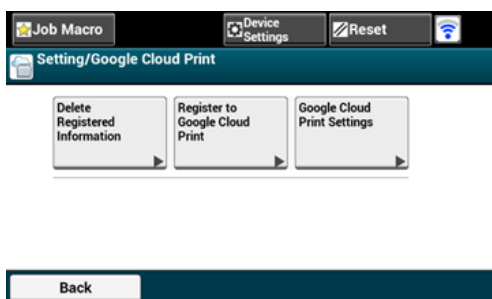 Job Macro
Device
Settings
Reset
Setting/Google Cloud Print
Delete
Registered
Information
Register to
Google Cloud
Print
Google Cloud
Print Settings
Back